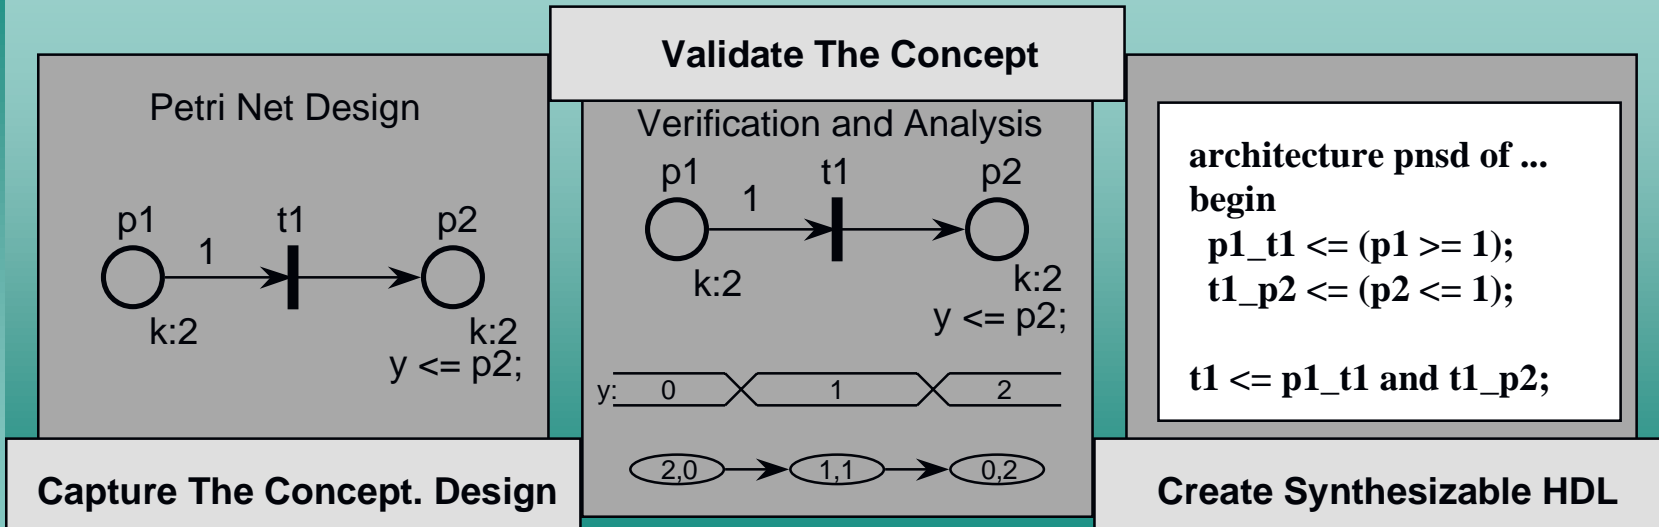 Petri Net Design
p1 t1 p2
1
k:2 k:2
y <= p2;
Capture The Concept. Design
Validate The Concept
Verification and Analysis
p1 t1 p2
1
k:2 k:2
y <= p2;
y: 0 1 2
2,0 1,1 0,2
architecture pnsd of ...
begin
p1_t1 <= (p1 >= 1);
t1_p2 <= (p2 <= 1);
t1 <= p1_t1 and t1_p2;
Create Synthesizable HDL